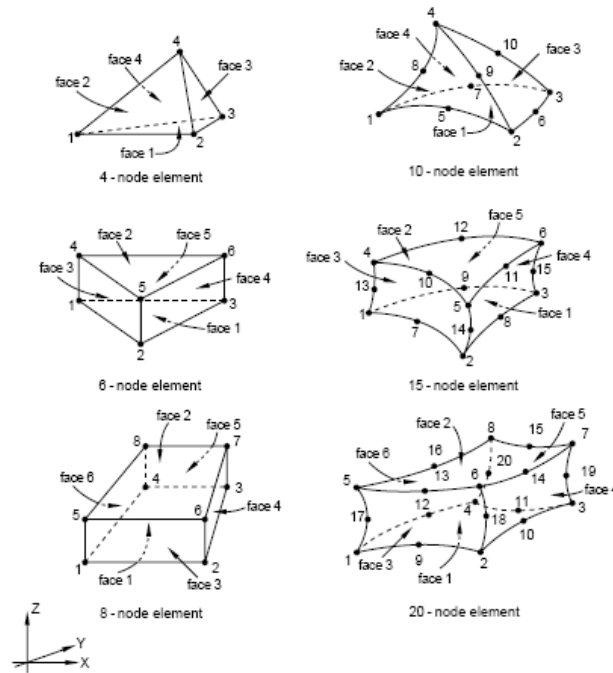 4
face 4
face 3
face 2
3
1
2
face 1
4 - node element
4
10
face 4
face 3
face 2
8
9
7
3
1
5
6
face 1
2
10 - node element
4
face 2
face 5
6
face 3
5
face 4
1
3
face 1
2
6 - node element
12
face 5
face 2
6
face 3
4
face 4
9
11
15
13
10
3
5
face 1
1
14
8
7
2
15 - node element
8
face 2
7
face 5
face 6
4
3
face 4
5
6
1
2
face 1
face 3
8 - node element
8
15
face 5
face 2
7
16
face 6
20
13
14
19
5
6
face 4
17
12
4
11
18
3
10
1
face 3
9
face 1
2
20 - node element
Z
Y
X